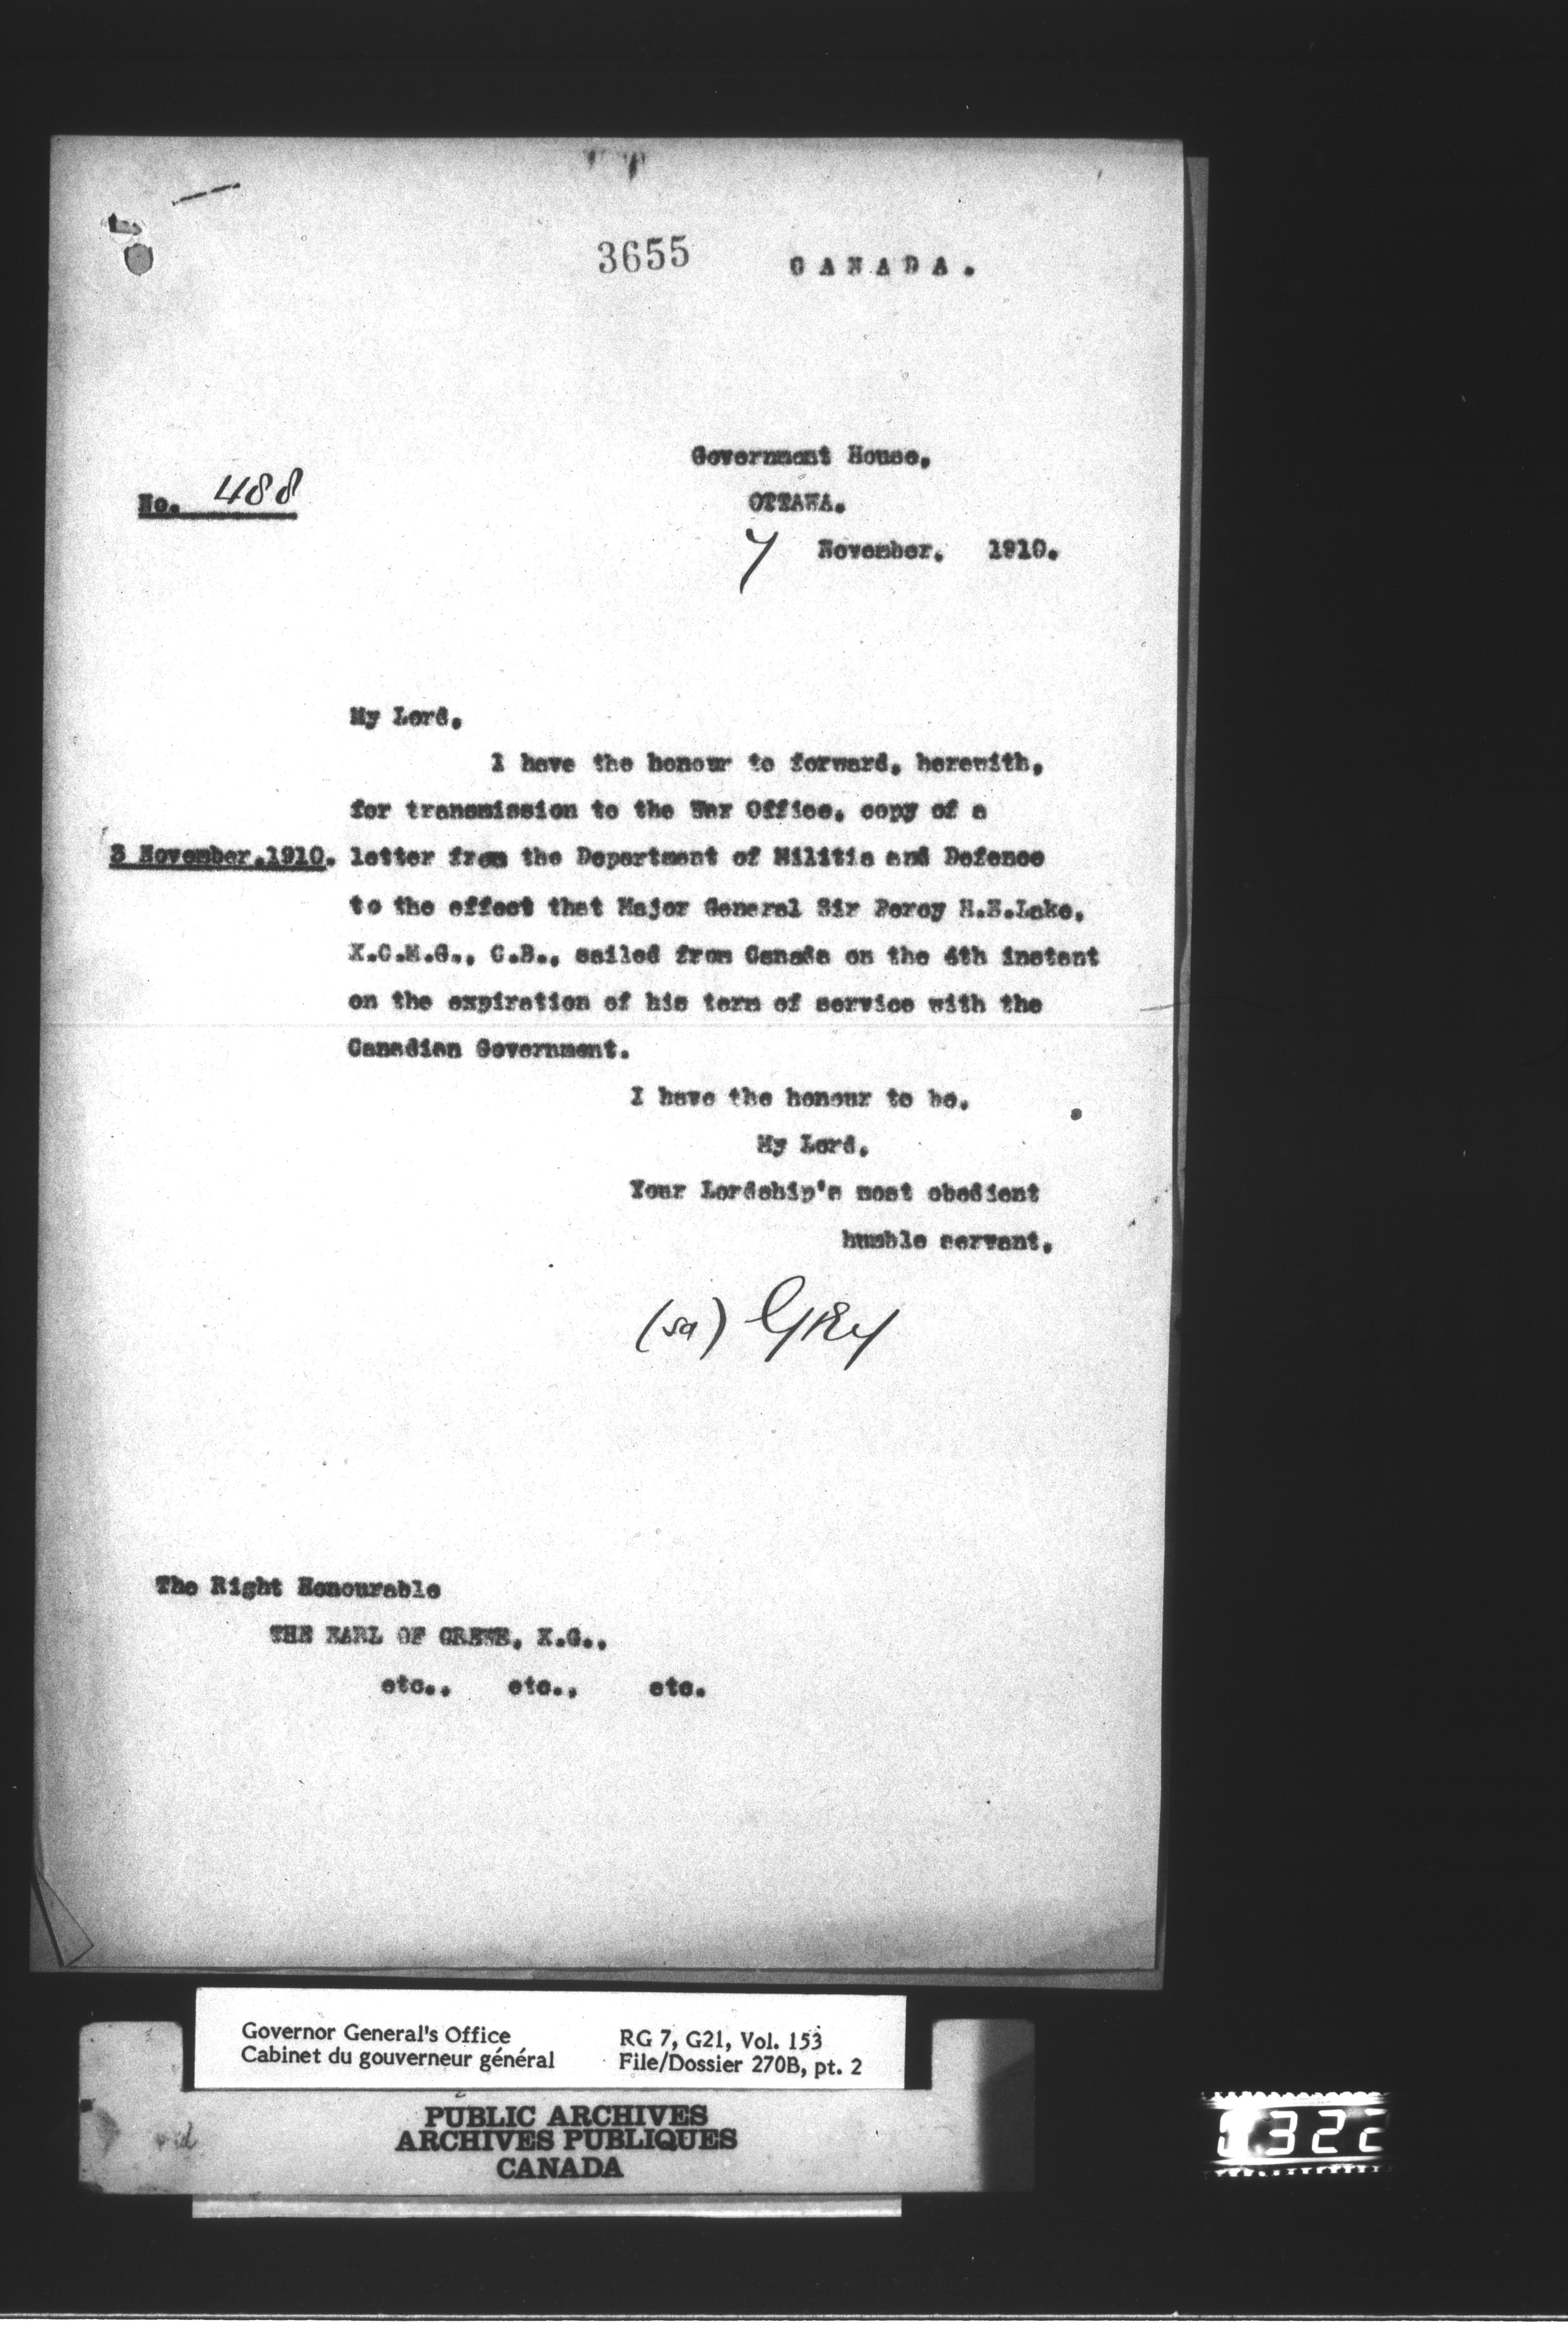 3655 CANADA.
Government House,
No. 488
OTTAWA.
7 November, 1910.
My Lord,
I have the honour to forward, herewith,
for transmission to the War Office, copy of a
3 November,1910. letter from the Department of Militia and Defence
to the effect that Major General Sir Percy H.N.Lake,
K.C.M.G., C.B., sailed from Canada on the 4th instant
on the expiration of his term of service with the
Canadian Government.
I have the honour to be,
My Lord,
Your Lordship's most obedient
humble servant,
(sd) Grey
The Right Honourable
THE EARL OF CREWE, K.G.,
etc., etc., etc.
Governor General's Office RG 7, G21, Vol. 153
Cabinet du gouverneur général File/Dossier 270B, pt. 2
PUBLIC ARCHIVES
ARCHIVES PUBLIQUES
CANADA